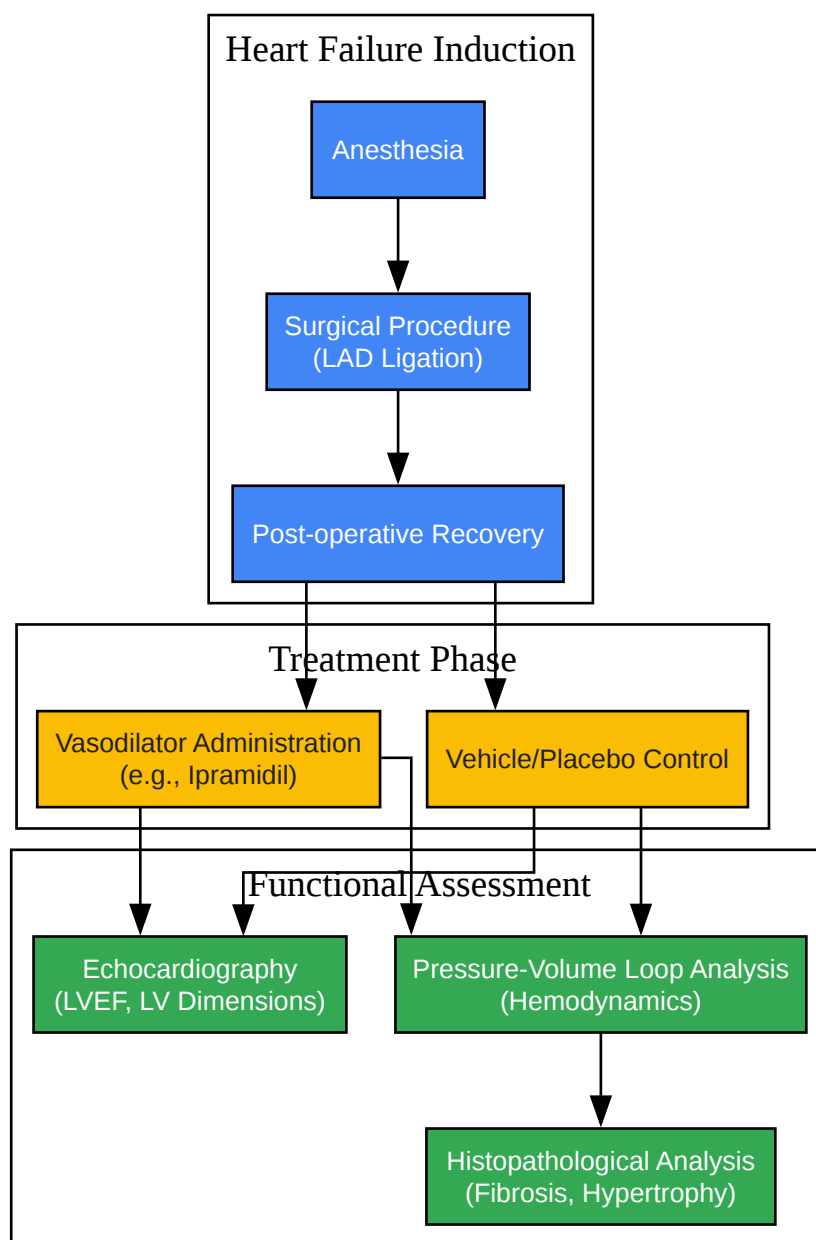 Heart Failure Induction
Anesthesia
Surgical Procedure
(LAD Ligation)
Post-operative Recovery
Treatment Phase
Vasodilator Administration
(e.g., Ipramidil)
Vehicle/Placebo Control
Functional Assessment
Echocardiography
(LVEF, LV Dimensions)
Pressure-Volume Loop Analysis
(Hemodynamics)
Histopathological Analysis
(Fibrosis, Hypertrophy)